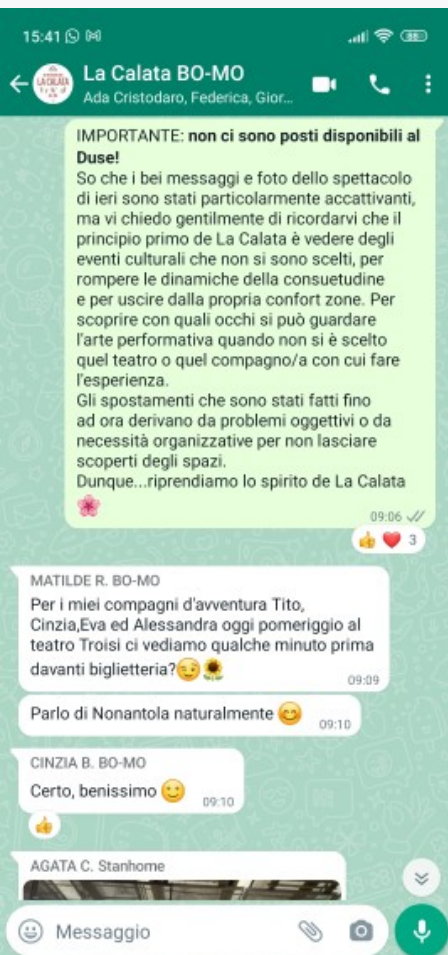 15:41
La Calata BO-MO
Ada Cristodaro, Federica, Gior...
IMPORTANTE: non ci sono posti disponibili al
Duse!
So che i bei messaggi e foto dello spettacolo
di ieri sono stati particolarmente accattivanti,
ma vi chiedo gentilmente di ricordarvi che il
principio primo de La Calata è vedere degli
eventi culturali che non si sono scelti, per
rompere le dinamiche della consuetudine
e per uscire dalla propria confort zone. Per
scoprire con quali occhi si può guardare
l'arte performativa quando non si è scelto
quel teatro o quel compagno/a con cui fare
l'esperienza.
Gli spostamenti che sono stati fatti fino
ad ora derivano da problemi oggettivi o da
necessità organizzative per non lasciare
scoperti degli spazi.
Dunque...riprendiamo lo spirito de La Calata
🌸
09:06
👍❤️ 3
MATILDE R. BO-MO
Per i miei compagni d'avventura Tito,
Cinzia,Eva ed Alessandra oggi pomeriggio al
teatro Troisi ci vediamo qualche minuto prima
davanti biglietteria?😉🌻
09:09
Parlo di Nonantola naturalmente 😊
09:10
CINZIA B. BO-MO
Certo, benissimo 🙂
09:10
👍
AGATA C. Stanhome
Messaggio